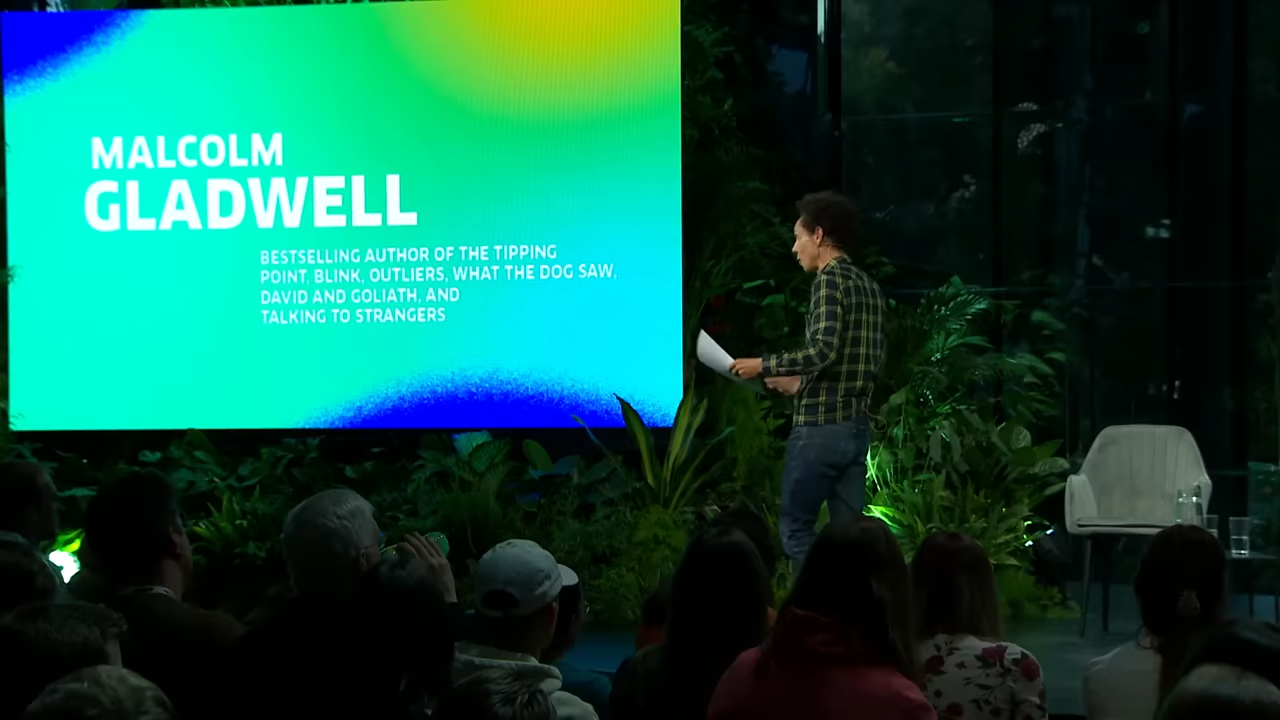 MALCOLM
GLADWELL
BESTSELLING AUTHOR OF THE TIPPING
POINT, BLINK, OUTLIERS, WHAT THE DOG SAW,
DAVID AND GOLIATH, AND
TALKING TO STRANGERS